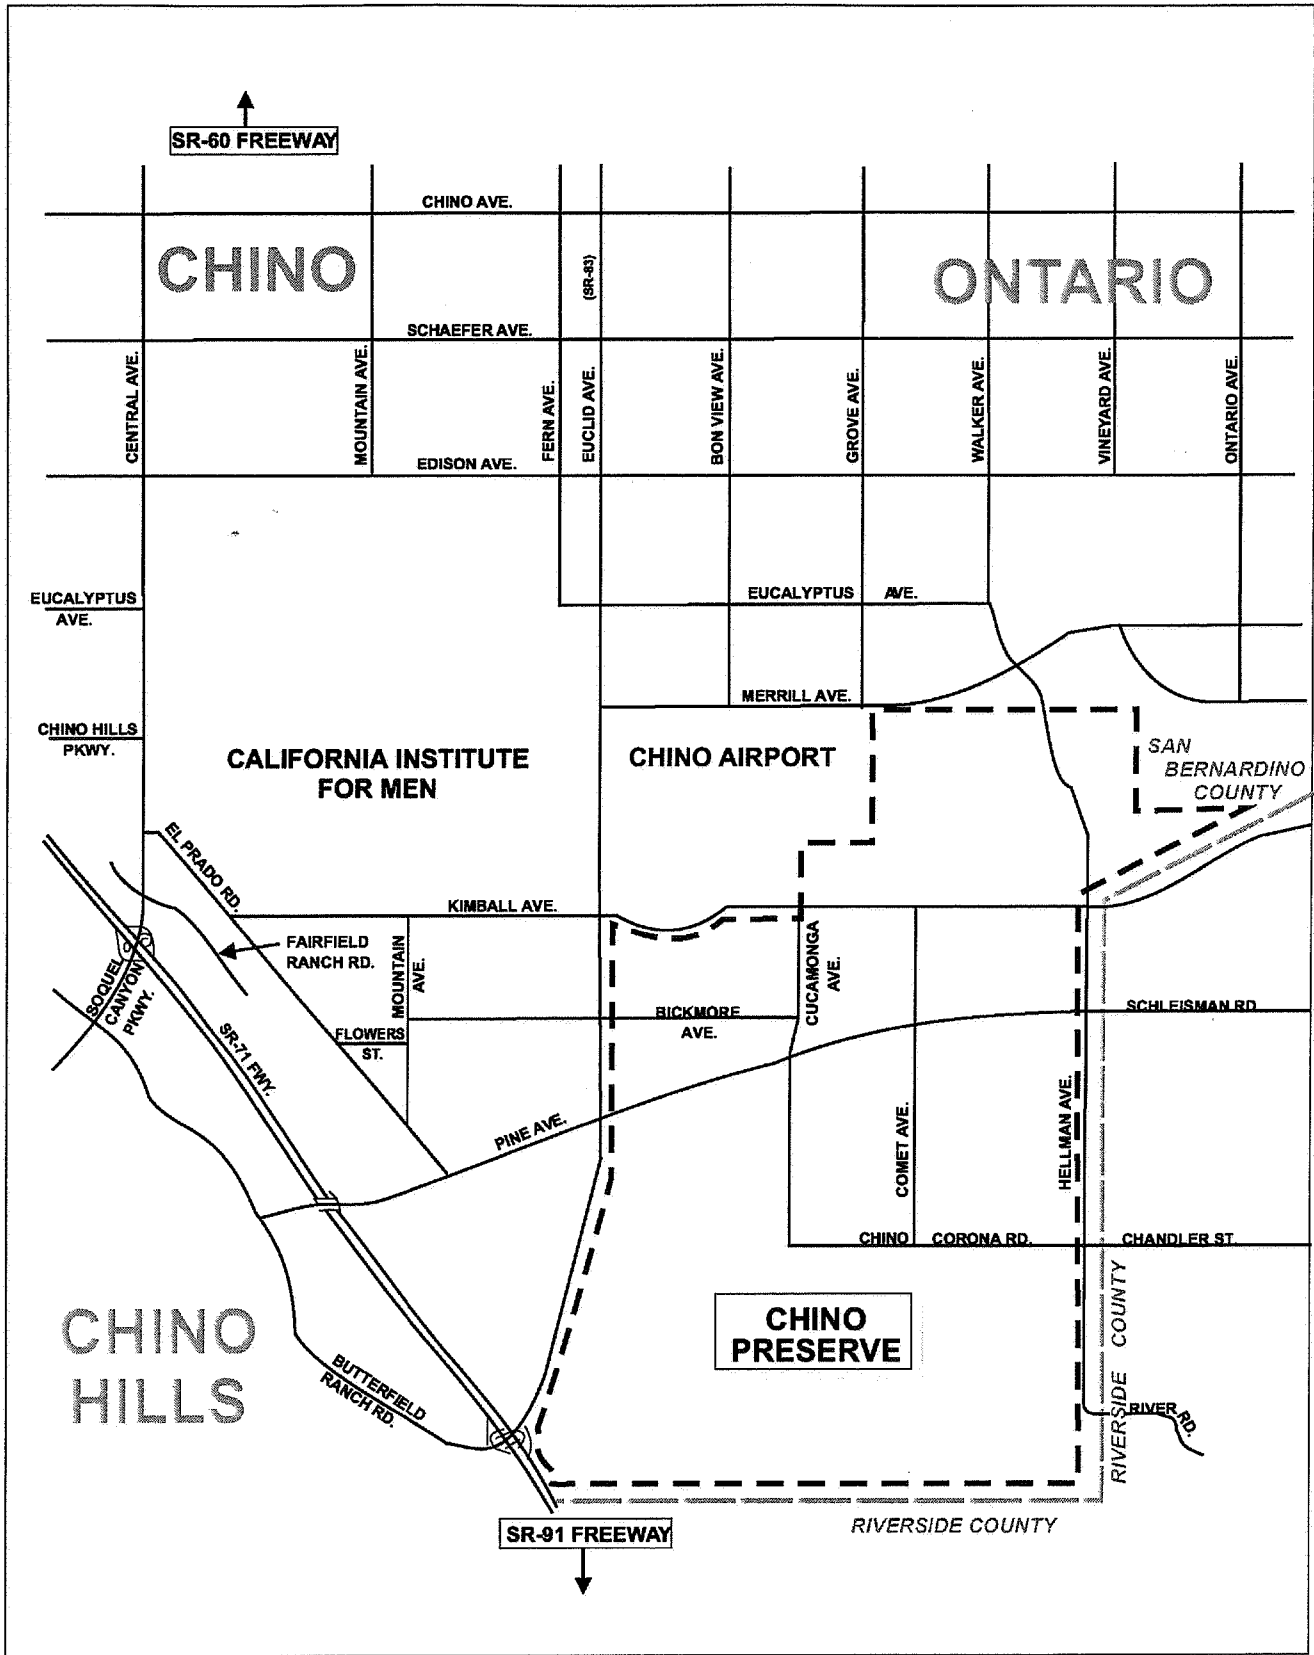 SR-60 FREEWAY
CHINO AVE.
CHINO
(SR-83)
ONTARIO
SCHAEFER AVE.
CENTRAL AVE.
MOUNTAIN AVE.
FERN AVE.
EUCLID AVE.
BON VIEW AVE.
GROVE AVE.
WALKER AVE.
VINEYARD AVE.
ONTARIO AVE.
EDISON AVE.
EUCALYPTUS
AVE.
EUCALYPTUS AVE.
MERRILL AVE.
CHINO HILLS
PKWY.
CALIFORNIA INSTITUTE
FOR MEN
CHINO AIRPORT
SAN
BERNARDINO
COUNTY
EL PRADO RD.
KIMBALL AVE.
FAIRFIELD
RANCH RD.
MOUNTAIN
AVE.
CUCAMONGA
AVE.
SOQUEL
CANYON
PKWY.
BICKMORE
AVE.
SCHLEISMAN RD.
FLOWERS
ST.
SR-71 FWY.
PINE AVE.
COMET AVE.
HELLMAN AVE.
CHINO CORONA RD.
CHANDLER ST.
CHINO
HILLS
CHINO
PRESERVE
RIVERSIDE COUNTY
BUTTERFIELD
RANCH RD.
RIVER RD.
SR-91 FREEWAY
RIVERSIDE COUNTY